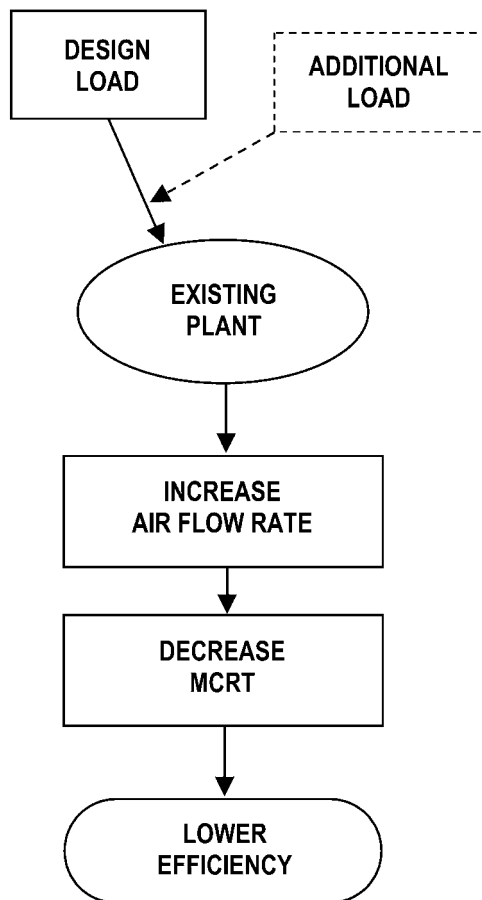 DESIGN
LOAD
ADDITIONAL
LOAD
EXISTING
PLANT
INCREASE
AIR FLOW RATE
DECREASE
MCRT
LOWER
EFFICIENCY